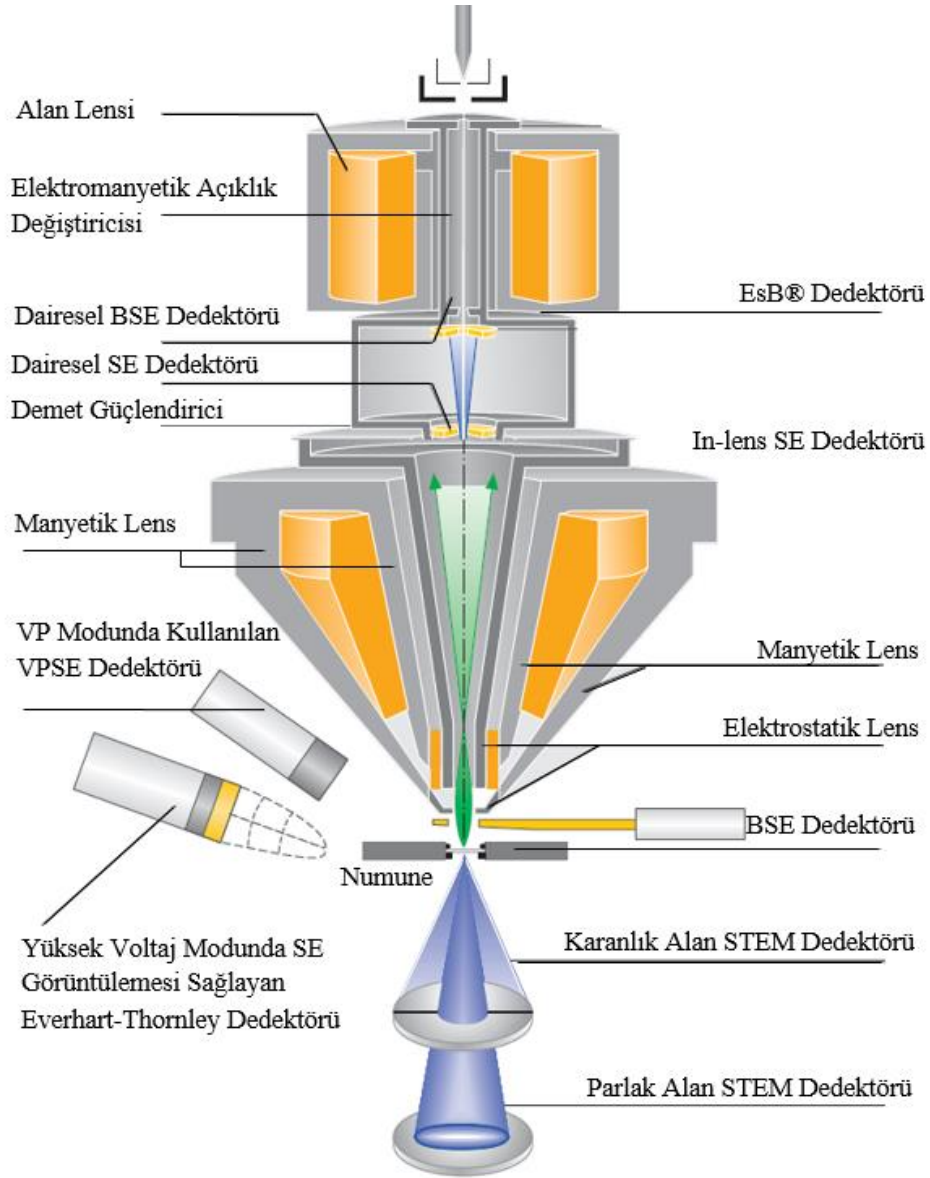 Alan Lensi
Elektromanyetik Açıklık
Değiştiricisi
EsB® Dedektörü
Dairesel BSE Dedektörü
Dairesel SE Dedektörü
Demet Güçlendirici
In-lens SE Dedektörü
Manyetik Lens
VP Modunda Kullanılan
VPSE Dedektörü
Manyetik Lens
Elektrostatik Lens
BSE Dedektörü
Numune
Yüksek Voltaj Modunda SE
Görüntülemesi Sağlayan
Everhart-Thornley Dedektörü
Karanlık Alan STEM Dedektörü
Parlak Alan STEM Dedektörü